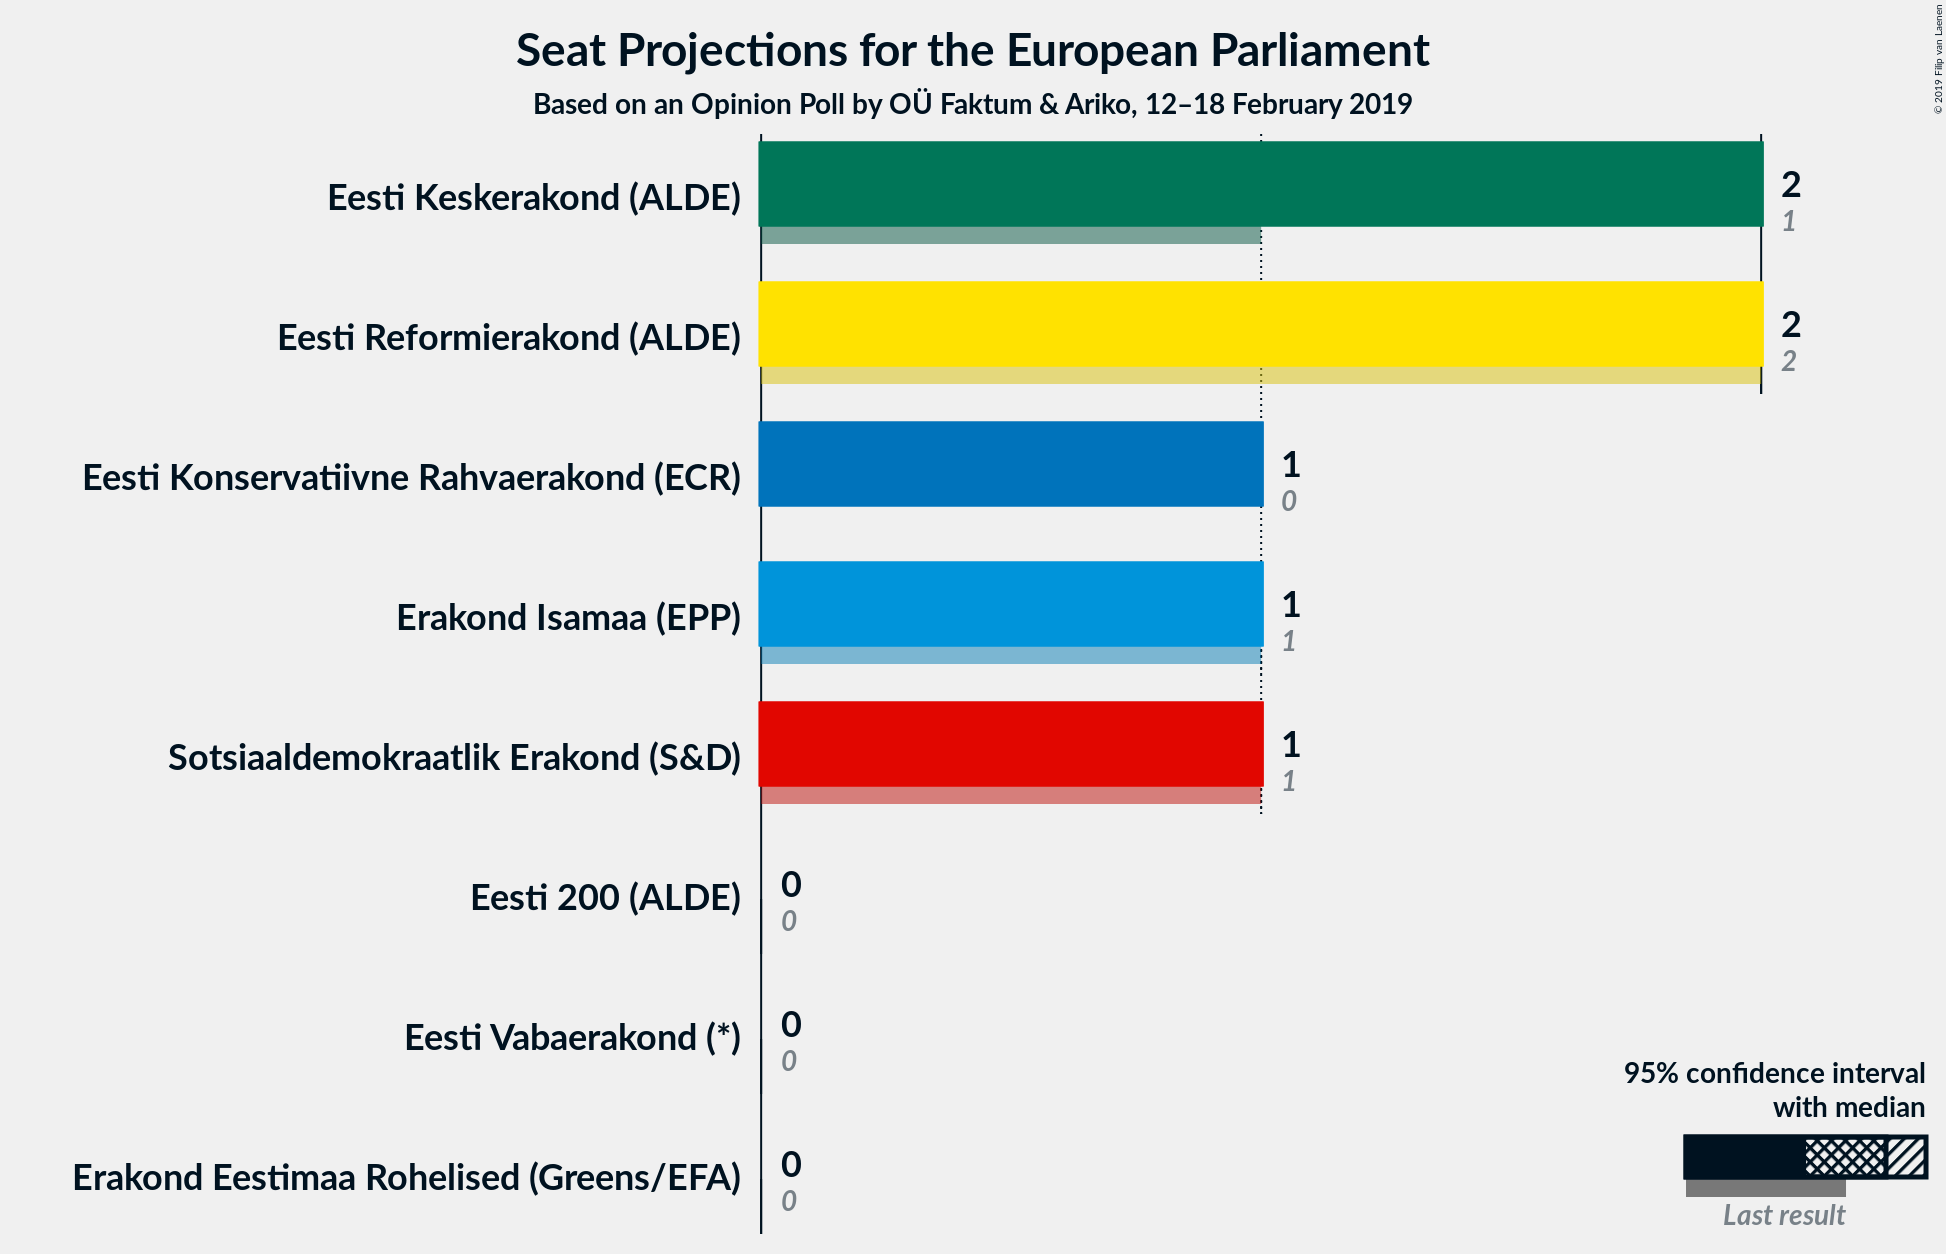 Seat Projections for the European Parliament
Based on an Opinion Poll by OÜ Faktum & Ariko, 12–18 February 2019
© 2019 Filip van Laenen
Eesti Keskerakond (ALDE)
2
1
Eesti Reformierakond (ALDE)
2
2
Eesti Konservatiivne Rahvaerakond (ECR)
1
0
Erakond Isamaa (EPP)
1
1
Sotsiaaldemokraatlik Erakond (S&D)
1
1
Eesti 200 (ALDE)
0
0
Eesti Vabaerakond (*)
0
0
Erakond Eestimaa Rohelised (Greens/EFA)
0
0
95% confidence interval
with median
Last result